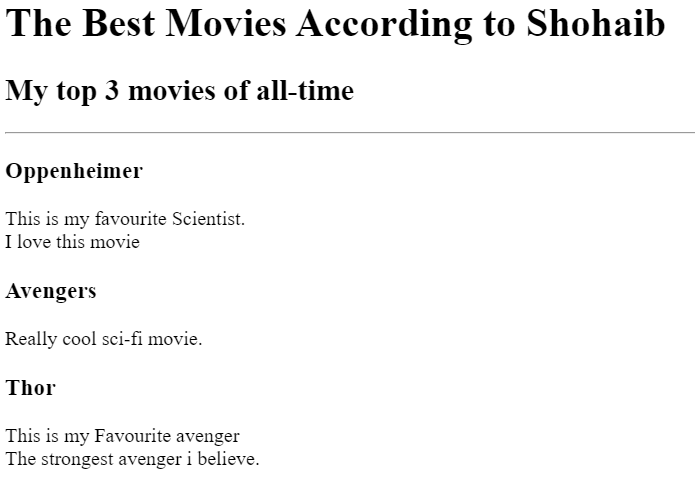 The Best Movies According to Shohaib
My top 3 movies of all-time
Oppenheimer
This is my favourite Scientist.
I love this movie
Avengers
Really cool sci-fi movie.
Thor
This is my Favourite avenger
The strongest avenger i believe.